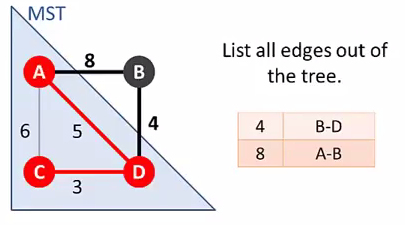 MST
8
A
B
List all edges out of
the tree.
6
5
4
4 B-D
8 A-B
C
D
3